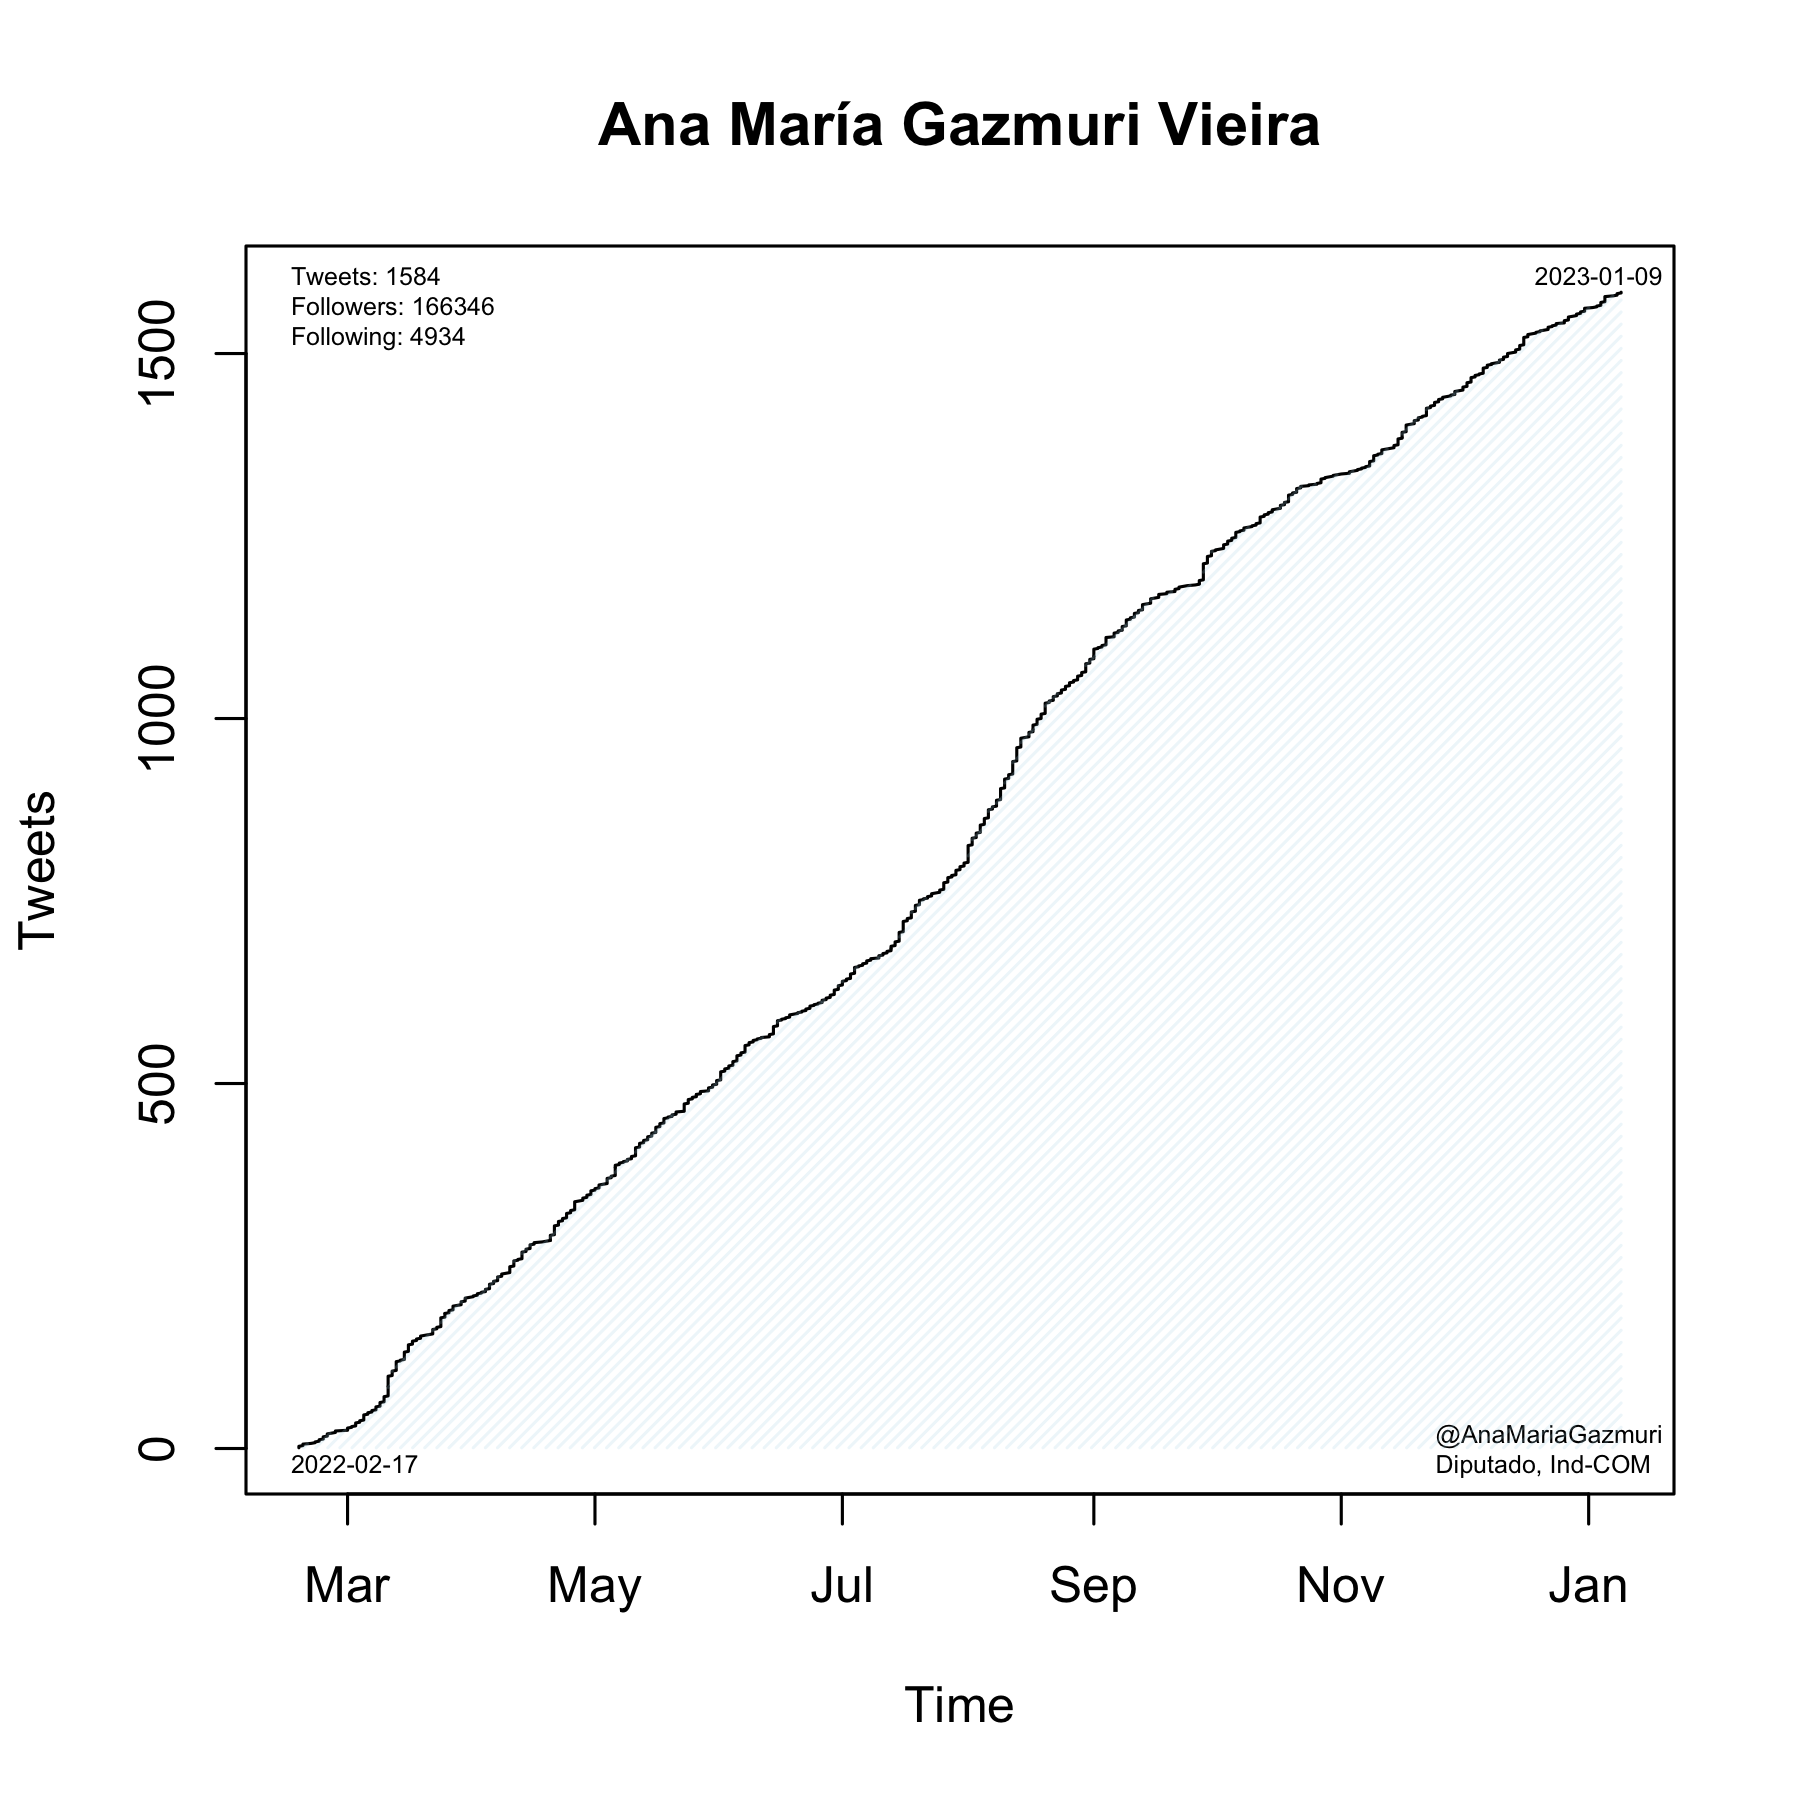 Ana María Gazmuri Vieira
Tweets: 1584
Followers: 166346
Following: 4934
2023-01-09
1500
1000
500
0
Tweets
2022-02-17
@AnaMariaGazmuri
Diputado, Ind-COM
Mar May Jul Sep Nov Jan
Time